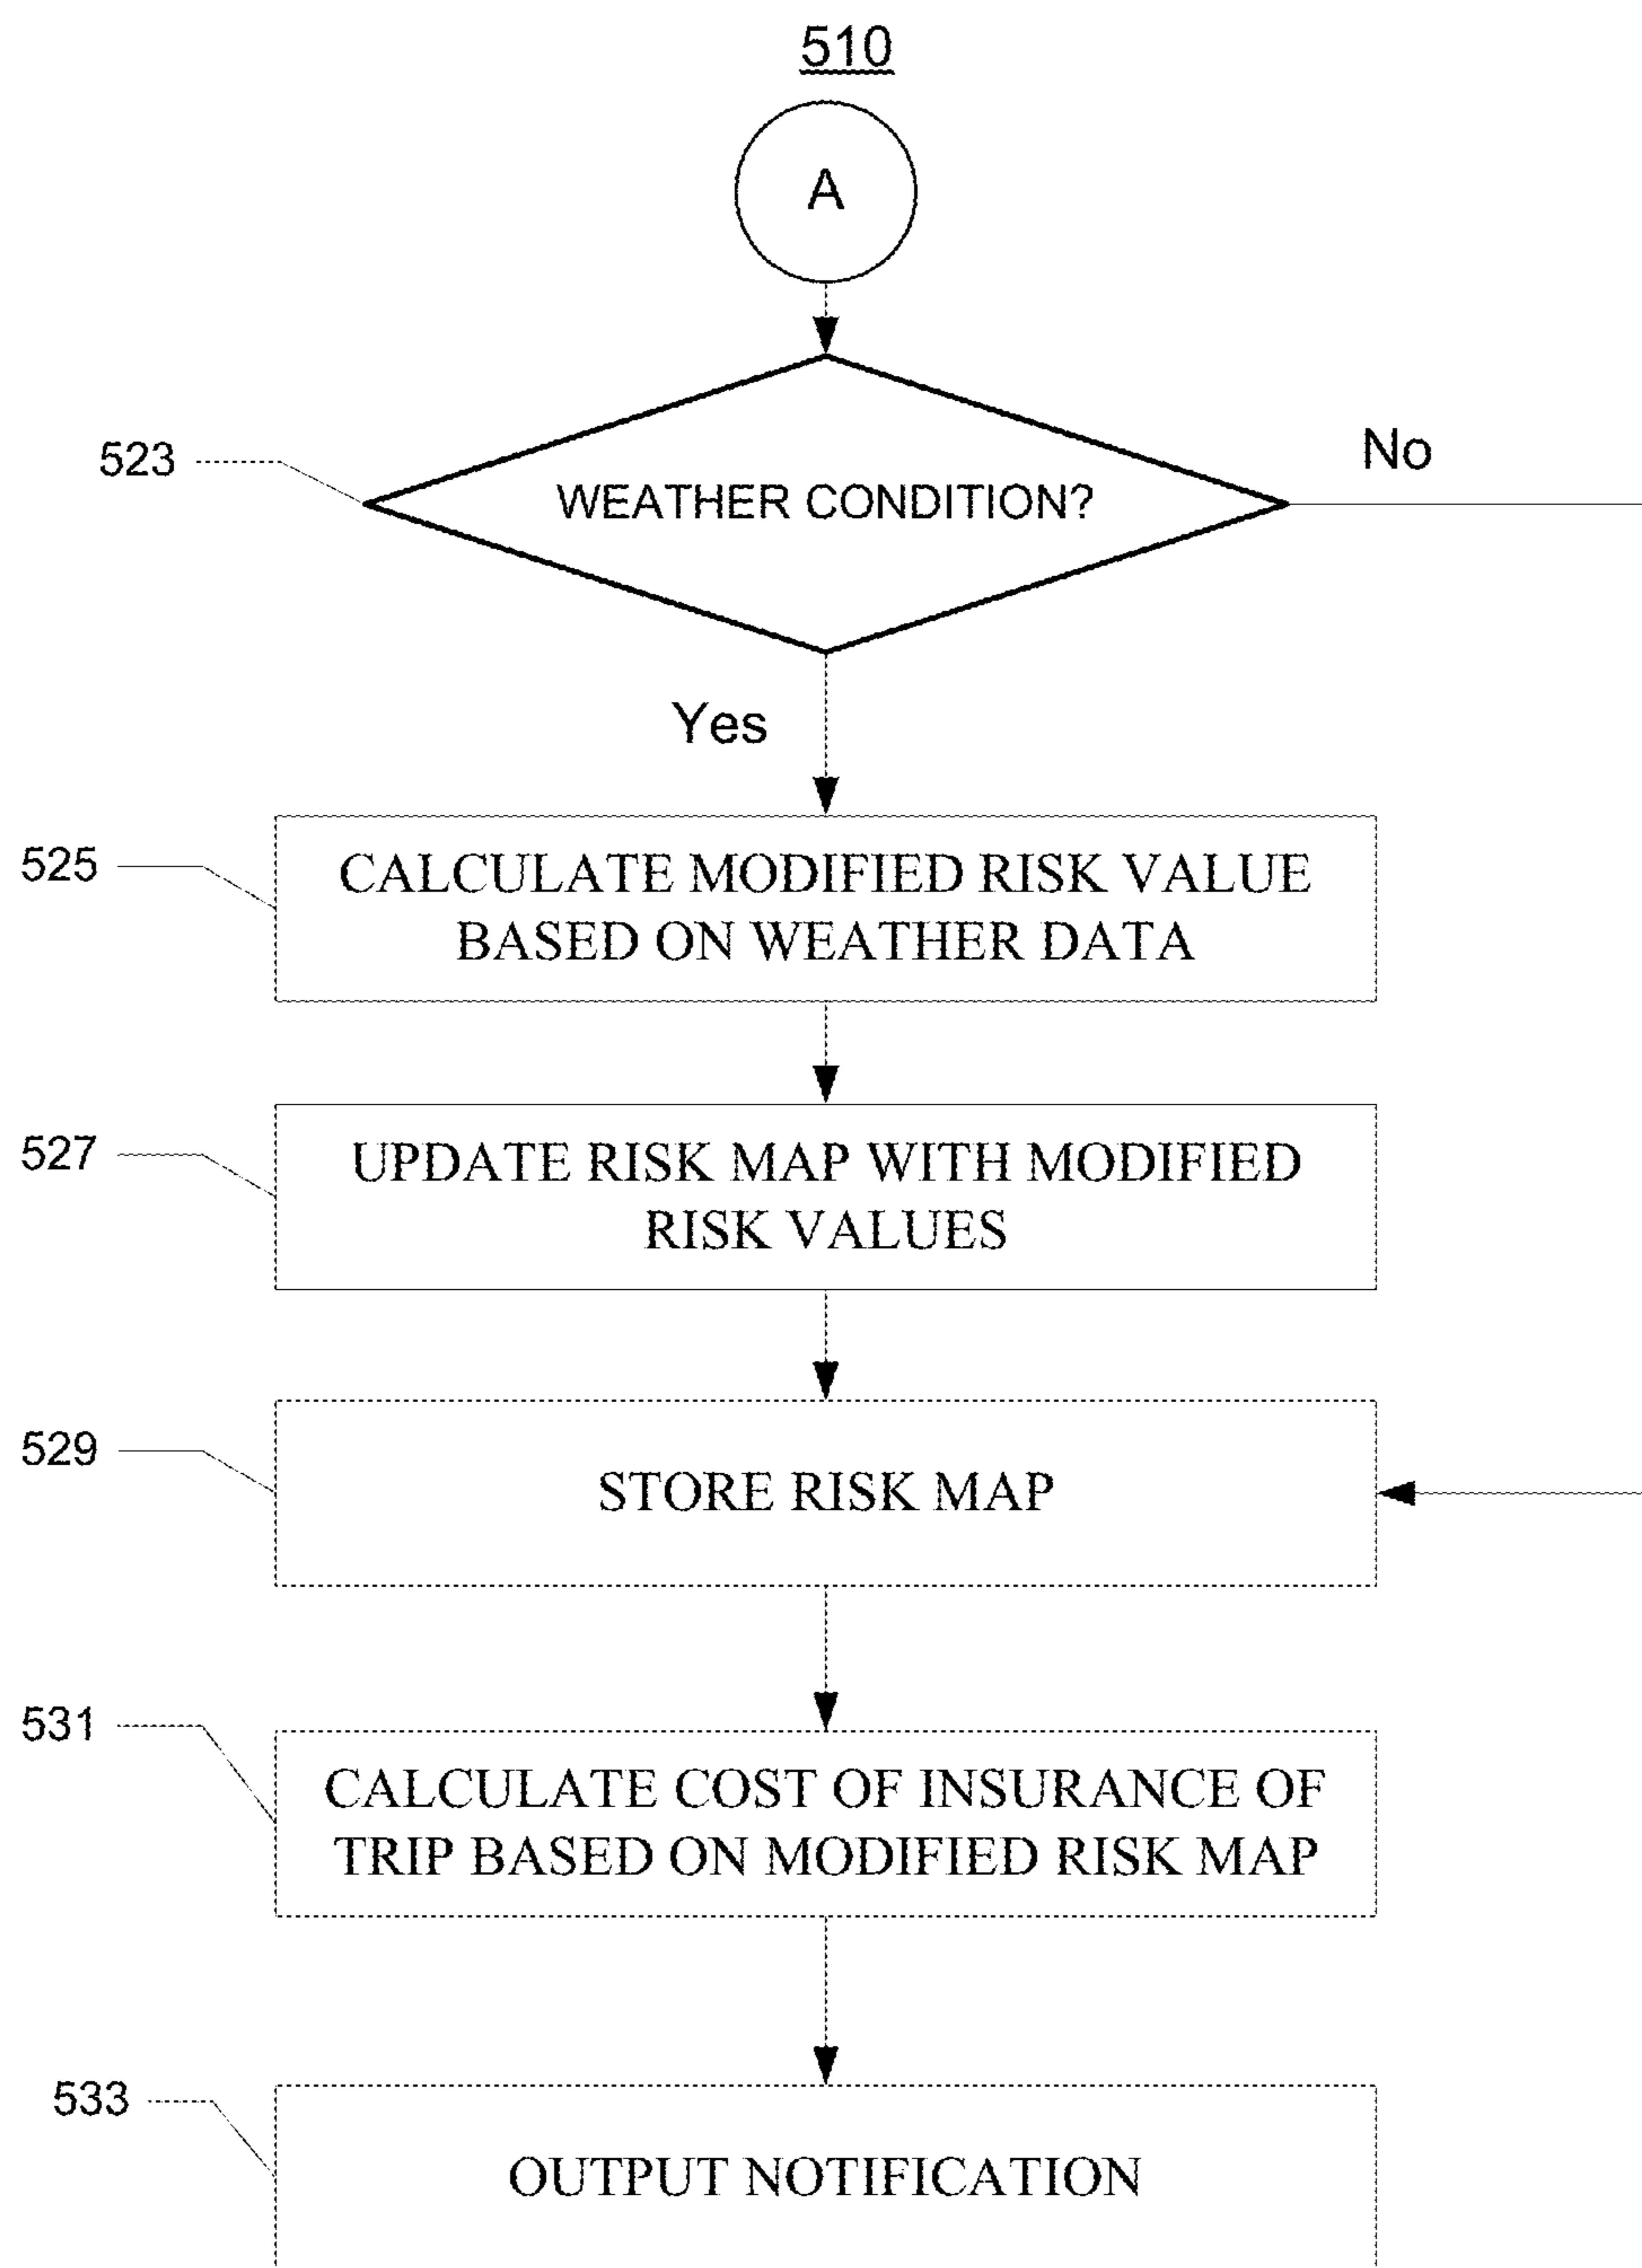 510
A
523
WEATHER CONDITION?
No
Yes
525
CALCULATE MODIFIED RISK VALUE
BASED ON WEATHER DATA
527
UPDATE RISK MAP WITH MODIFIED
RISK VALUES
529
STORE RISK MAP
531
CALCULATE COST OF INSURANCE OF
TRIP BASED ON MODIFIED RISK MAP
533
OUTPUT NOTIFICATION